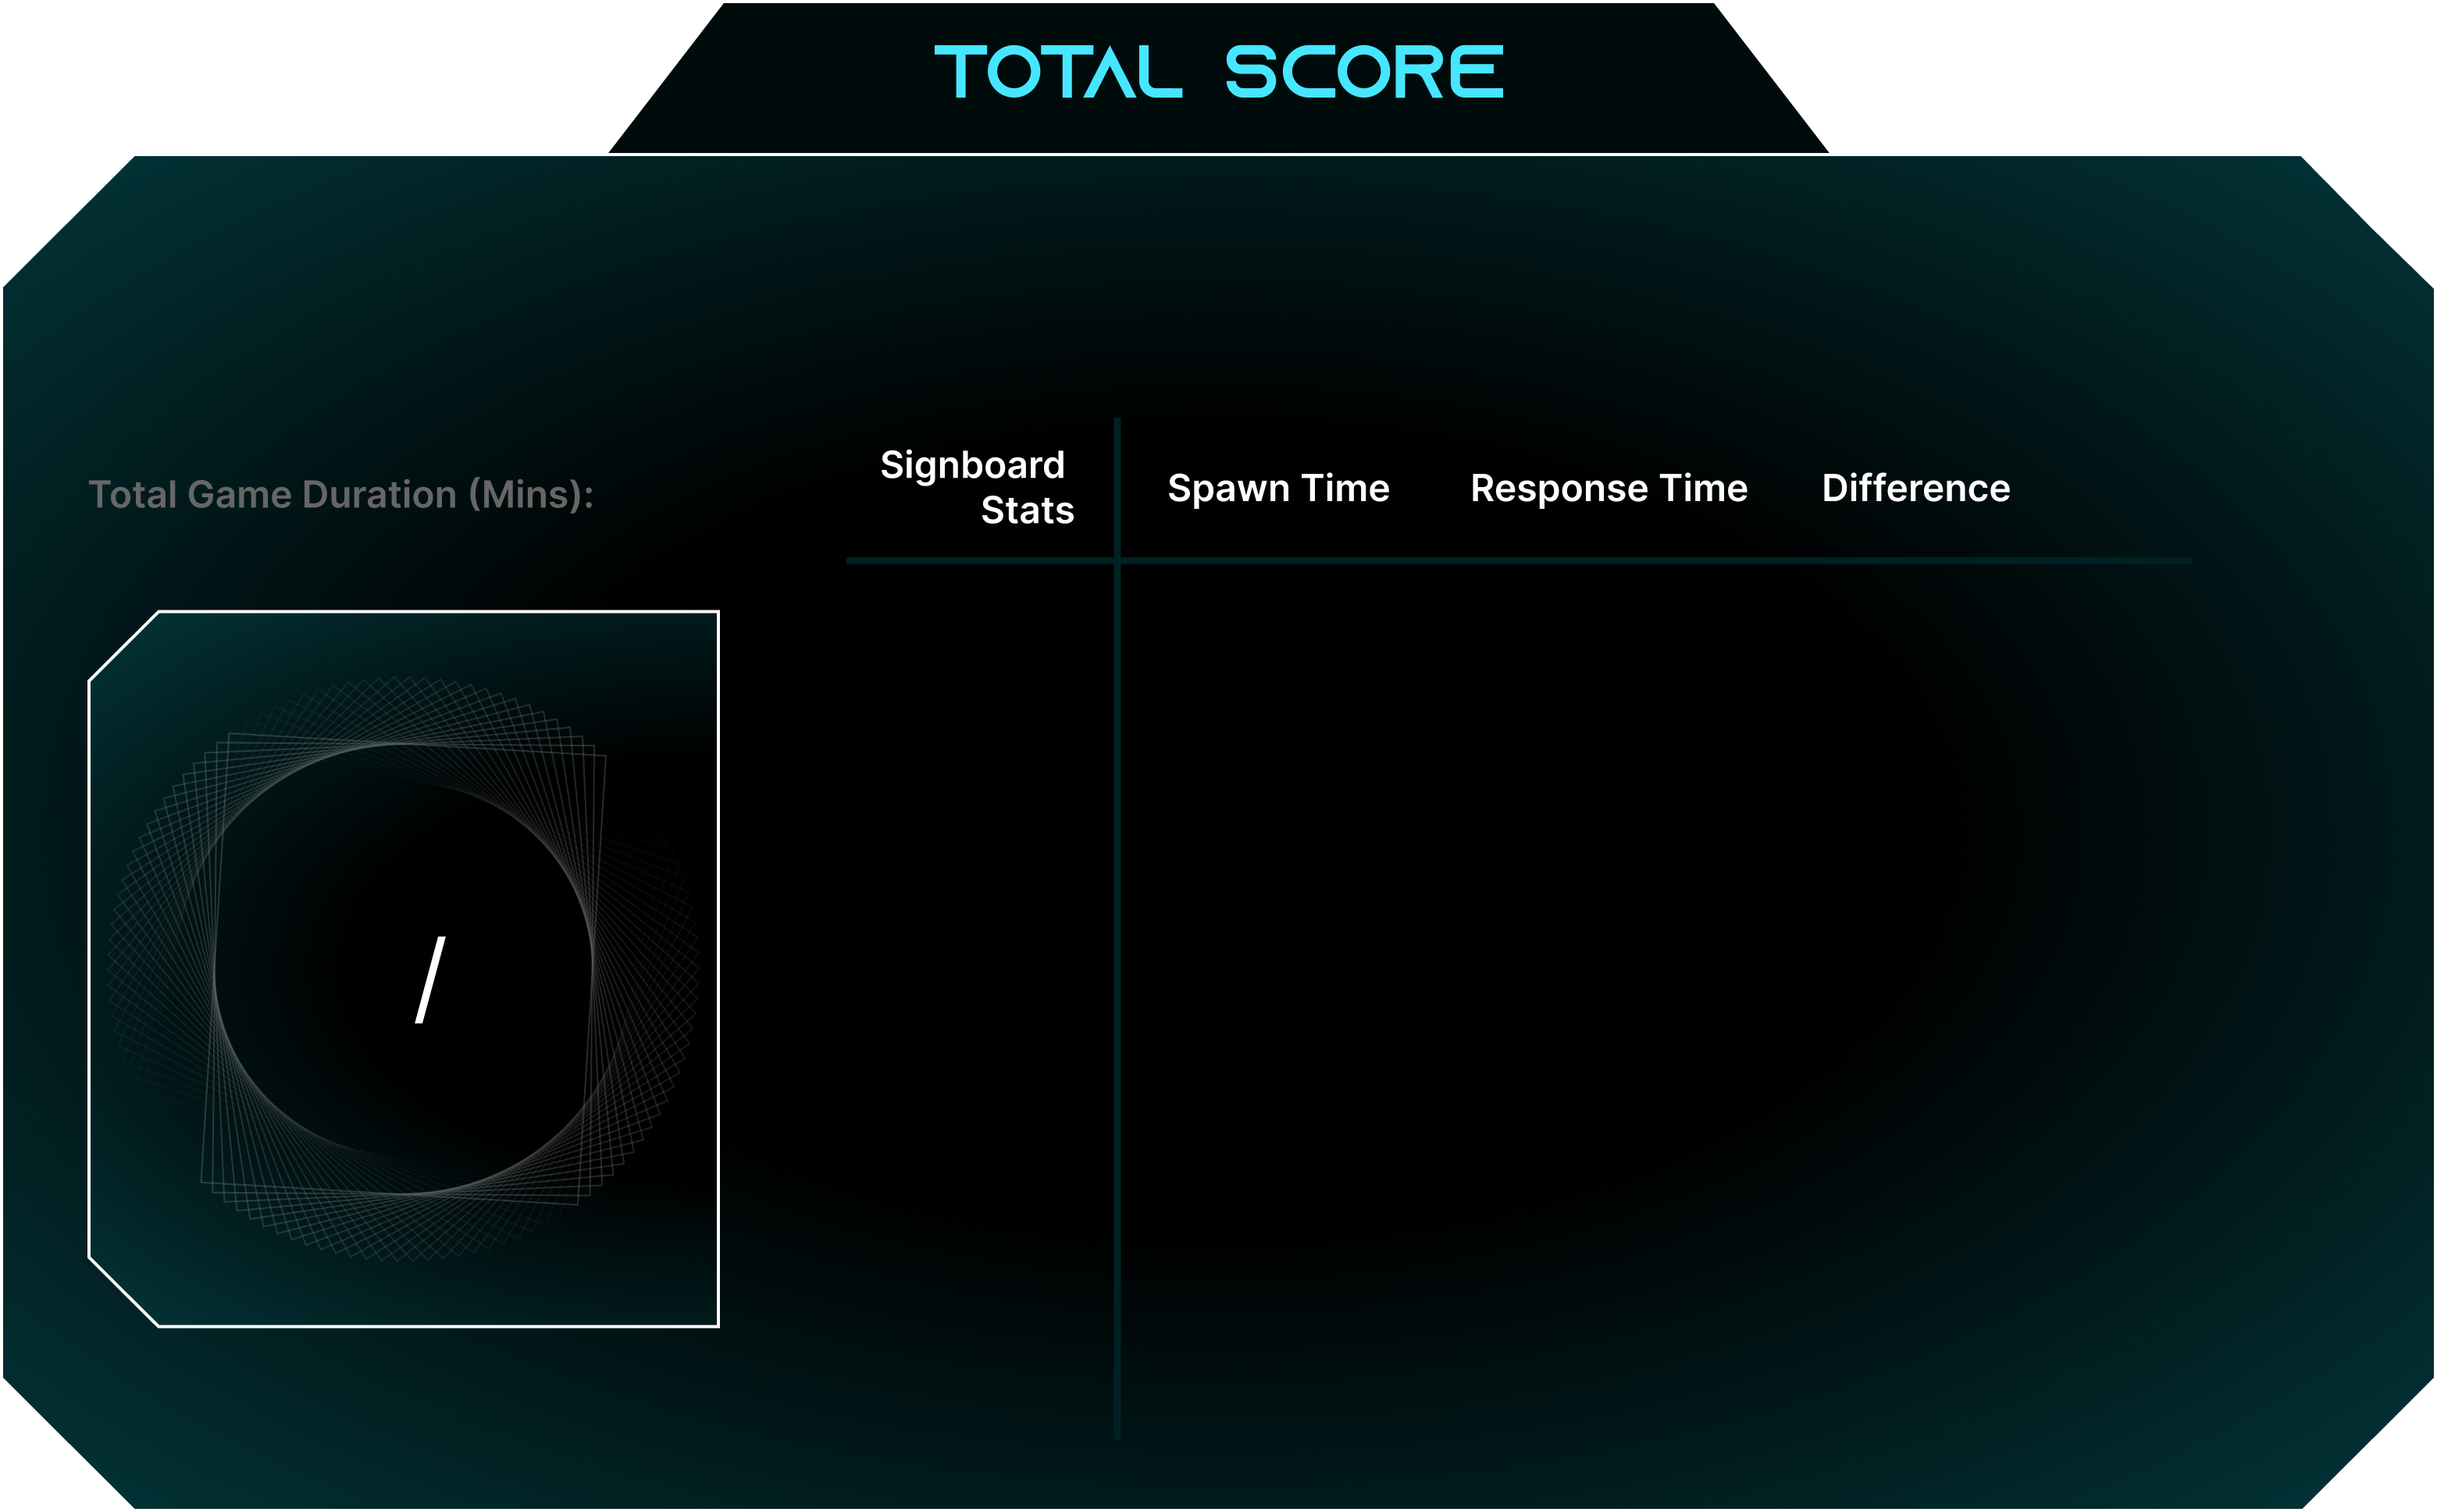 TOTAL SCORE
Total Game Duration (Mins):
Signboard
Stats
Spawn Time
Response Time
Difference
/